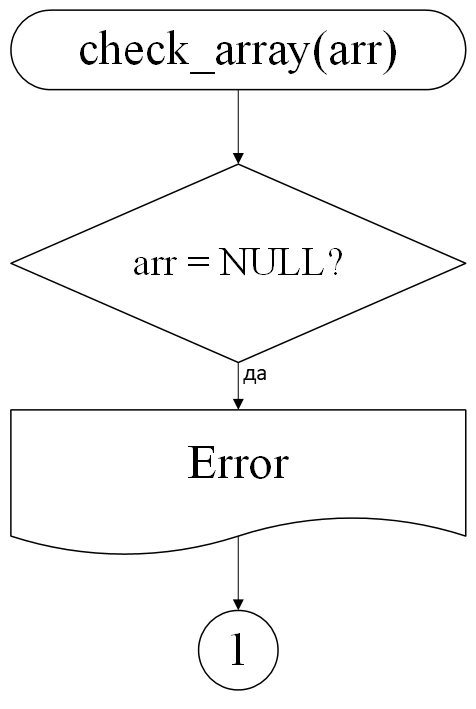 check_array(arr)
arr = NULL?
да
Error
1